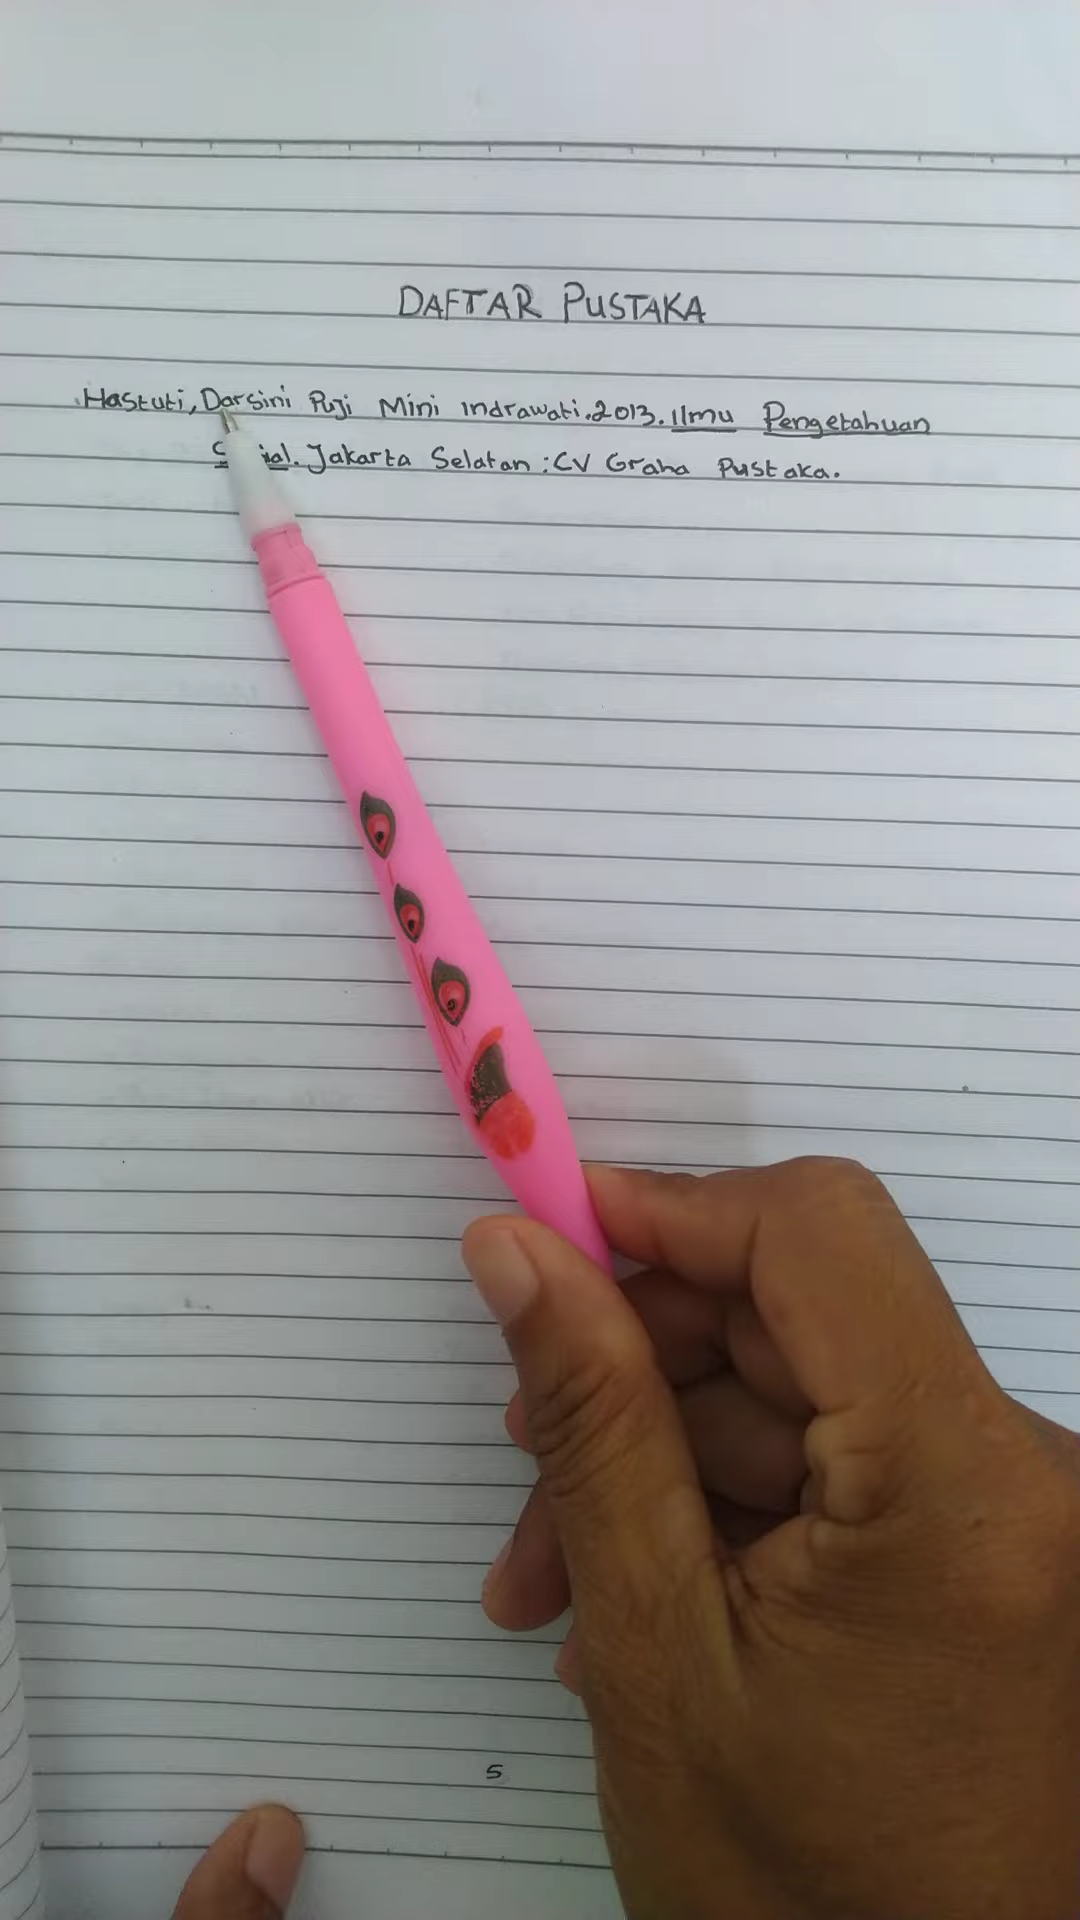 DAFTAR PUSTAKA
Hastuti, Darsini Puji Mini Indrawati. 2013. Ilmu Pengetahuan
Jakarta Selatan : CV Graha Pustaka.
5